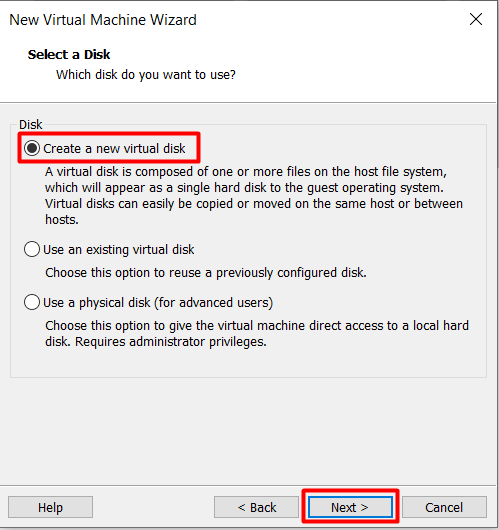 New Virtual Machine Wizard
Select a Disk
Which disk do you want to use?
Disk
Create a new virtual disk
A virtual disk is composed of one or more files on the host file system,
which will appear as a single hard disk to the guest operating system.
Virtual disks can easily be copied or moved on the same host or between
hosts.
Use an existing virtual disk
Choose this option to reuse a previously configured disk.
Use a physical disk (for advanced users)
Choose this option to give the virtual machine direct access to a local hard
disk. Requires administrator privileges.
Help
< Back
Next >
Cancel